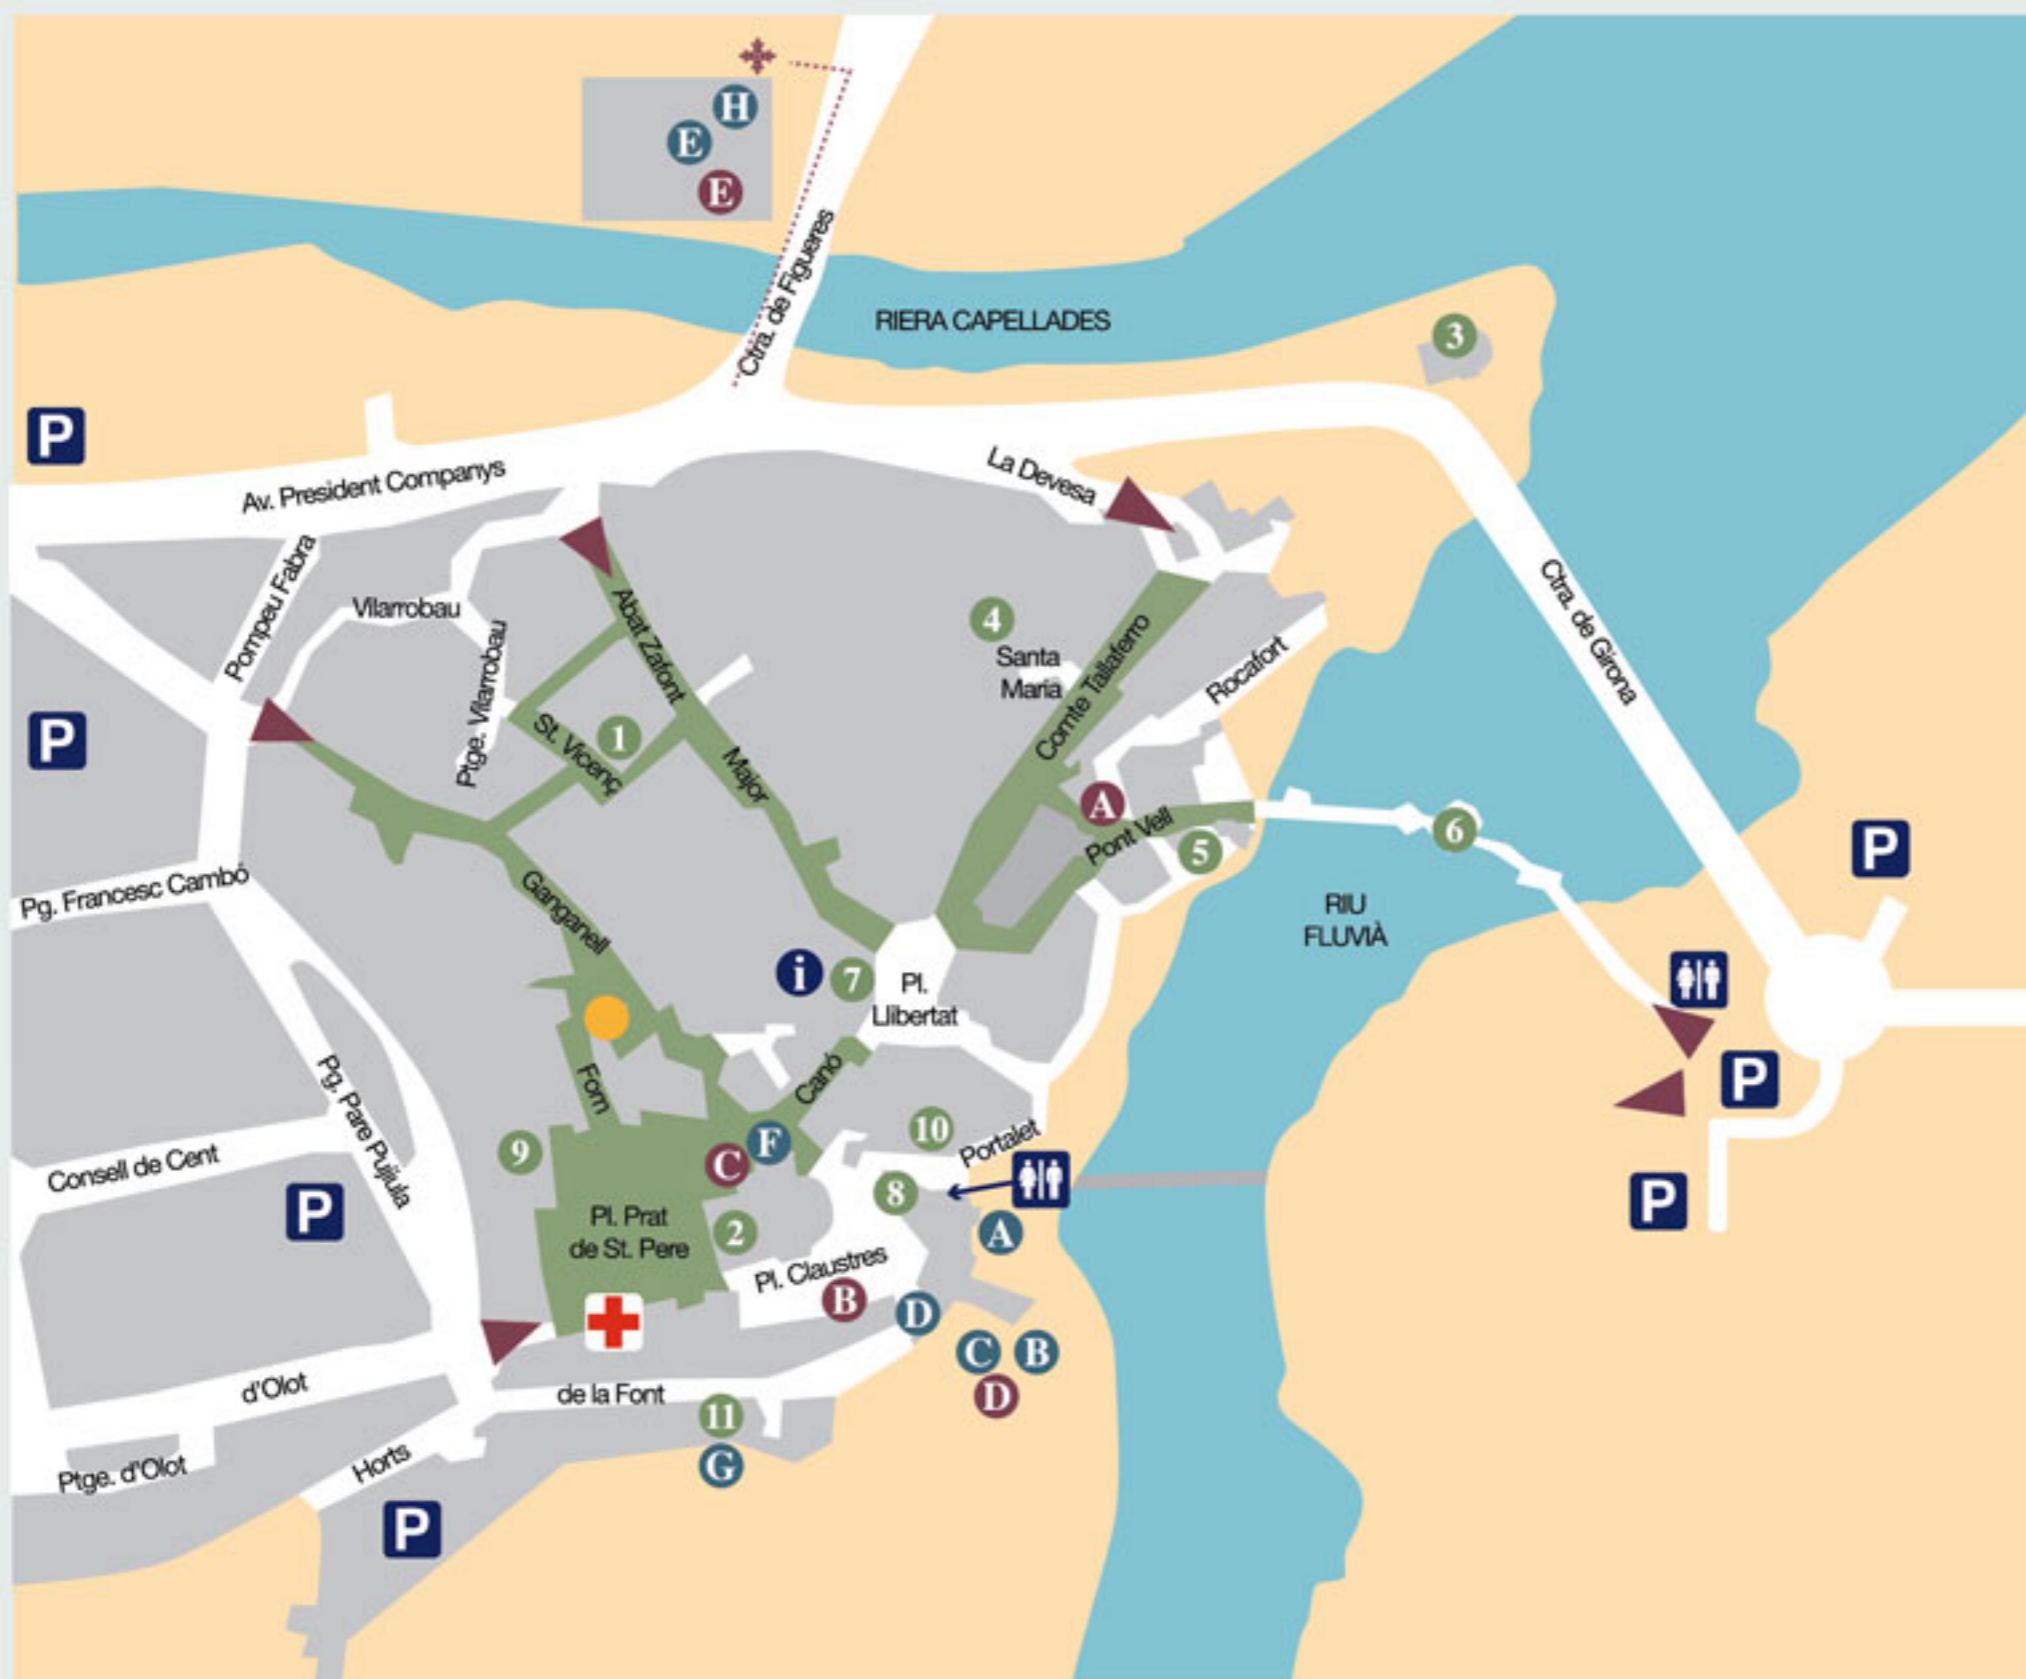 H
E
E
Ctra. de Figueres
RIERA CAPELLADES
3
P
Av. President Companys
La Devesa
Pompeu Fabra
Vilarrobau
Ptge. Vilarrobau
Abat Zafont
4
Santa
Maria
Comte Tallaferro
Rocafort
Ctra. de Girona
P
St. Vicenç
1
Major
A
Pont Vell
5
6
P
Pg. Francesc Cambó
Ganganell
RIU
FLUVIÀ
i
7
Pl.
Llibertat
Forn
Canó
P
Pg. Pare Pujiula
9
F
C
10
Portalet
Consell de Cent
P
8
P
Pl. Prat
de St. Pere
2
A
Pl. Claustres
B
D
C
B
D
d'Olot
de la Font
11
G
Ptge. d'Olot
Horts
P